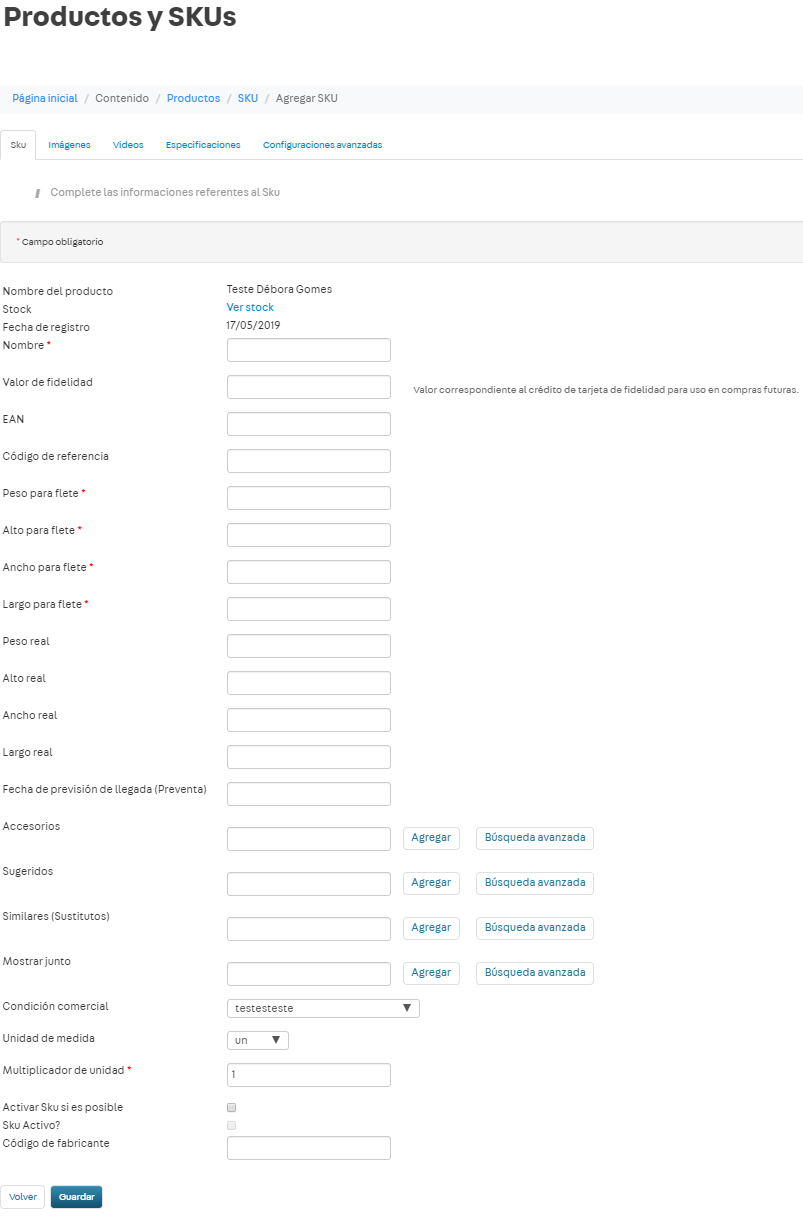 Productos y SKUs
Página inicial / Contenido / Productos / SKU / Agregar SKU
Sku Imágenes Videos Especificaciones Configuraciones avanzadas
Complete las informaciones referentes al Sku
* Campo obligatorio
Nombre del producto Teste Débora Gomes
Stock Ver stock
Fecha de registro 17/05/2019
Nombre *
Valor de fidelidad Valor correspondiente al crédito de tarjeta de fidelidad para uso en compras futuras.
EAN
Código de referencia
Peso para flete *
Alto para flete *
Ancho para flete *
Largo para flete *
Peso real
Alto real
Ancho real
Largo real
Fecha de previsión de llegada (Preventa)
Accesorios Agregar Búsqueda avanzada
Sugeridos Agregar Búsqueda avanzada
Similares (Sustitutos) Agregar Búsqueda avanzada
Mostrar junto Agregar Búsqueda avanzada
Condición comercial testesteste
Unidad de medida un
Multiplicador de unidad * 1
Activar Sku si es posible
Sku Activo?
Código de fabricante
Volver Guardar